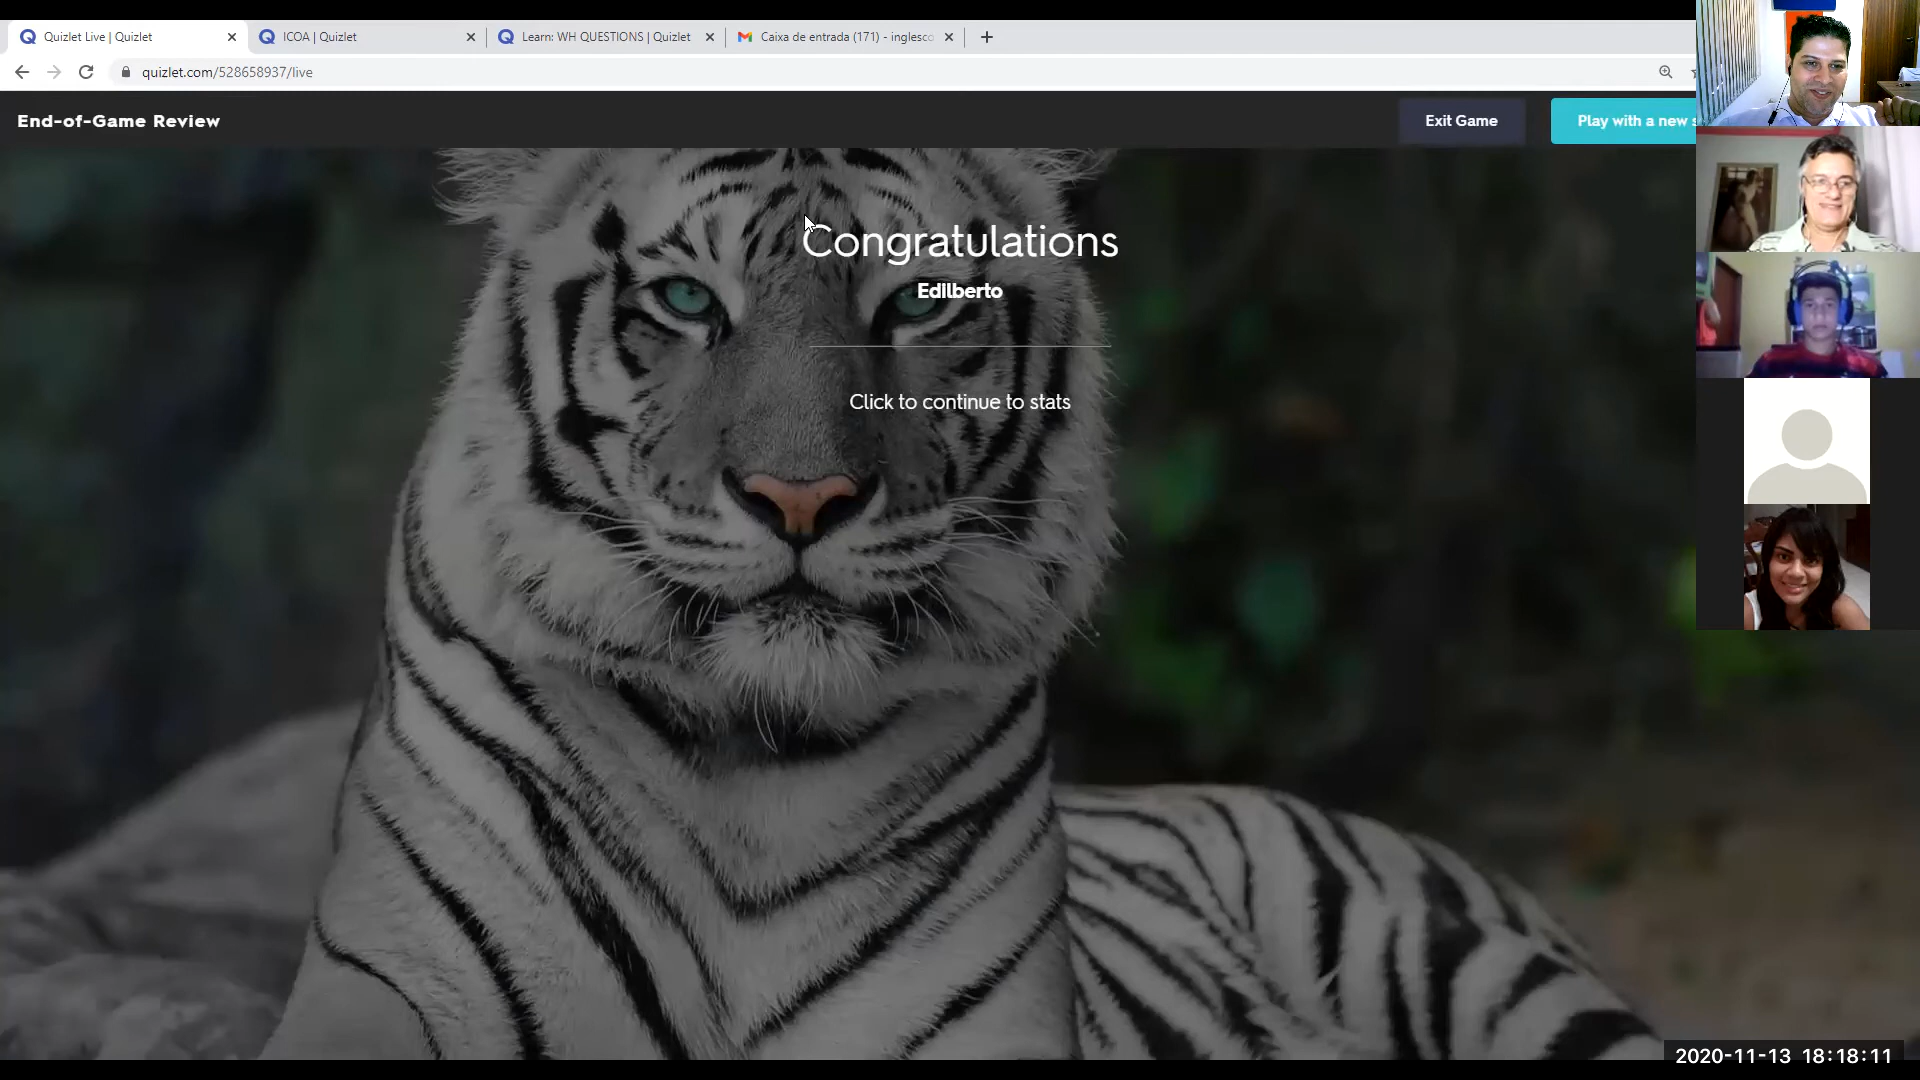 Quizlet Live | Quizlet
ICOA | Quizlet
Learn: WH QUESTIONS | Quizlet
Caixa de entrada (171) - inglesco
quizlet.com/528658937/live
End-of-Game Review
Exit Game
Play with a new s
Congratulations
Edilberto
Click to continue to stats
2020-11-13 18:18:11